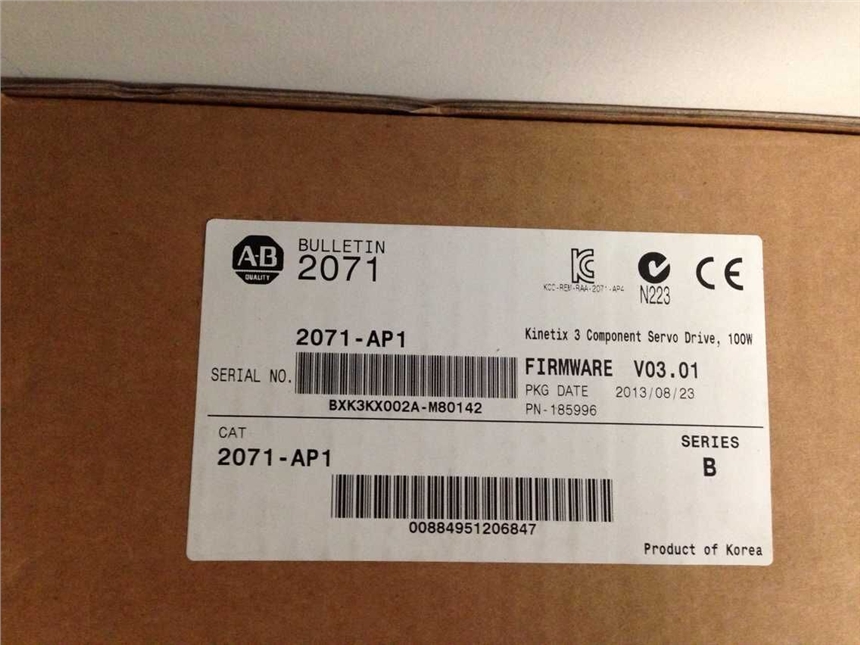 A-B
QUALITY
BULLETIN
2071
KC
KCC-REM-RAA-2071-AP4
N223
CE
2071-AP1
Kinetix 3 Component Servo Drive, 100W
SERIAL NO.
BXK3KX002A-M80142
FIRMWARE V03.01
PKG DATE 2013/08/23
PN-185996
CAT
2071-AP1
SERIES
B
00884951206847
Product of Korea